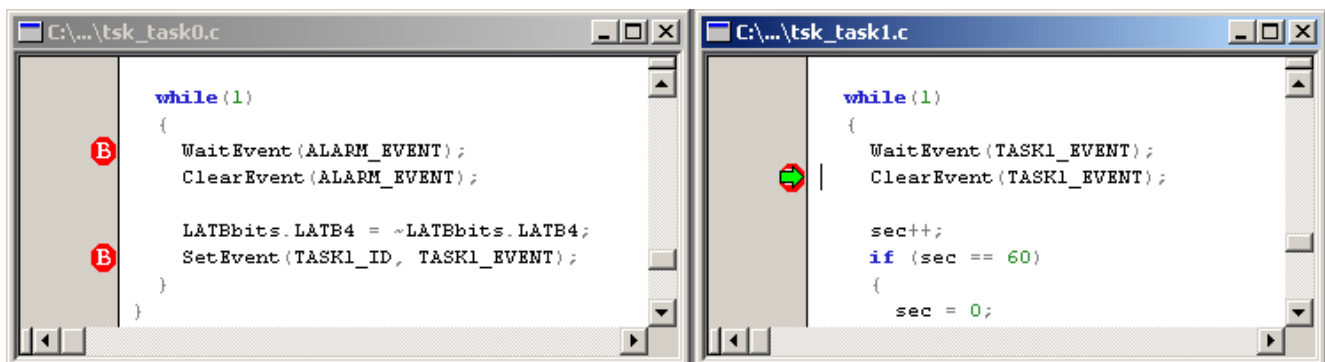 C:\...\tsk_task0.c
while(1)
{
B
WaitEvent(ALARM_EVENT);
ClearEvent(ALARM_EVENT);
LATBbits.LATB4 = ~LATBbits.LATB4;
B
SetEvent(TASK1_ID, TASK1_EVENT);
}
}
C:\...\tsk_task1.c
while(1)
{
WaitEvent(TASK1_EVENT);
ClearEvent(TASK1_EVENT);
sec++;
if (sec == 60)
{
sec = 0;